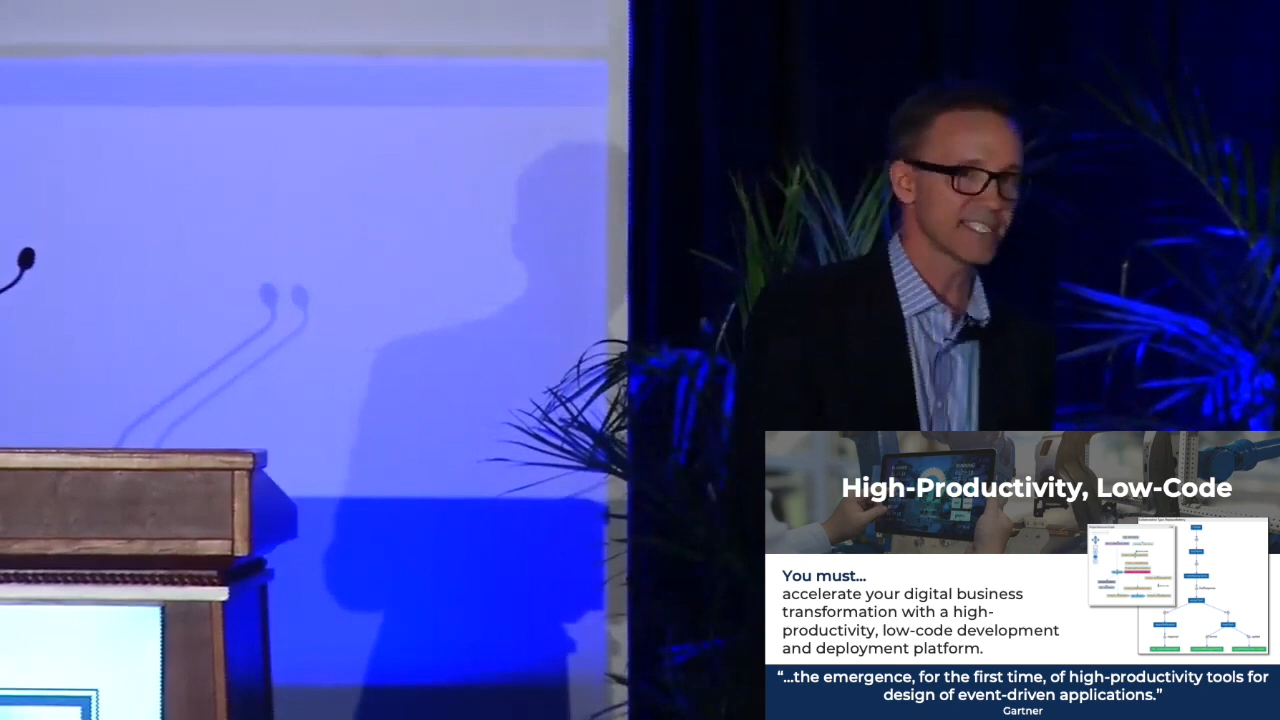 High-Productivity, Low-Code
You must...
accelerate your digital business
transformation with a high-
productivity, low-code development
and deployment platform.
“...the emergence, for the first time, of high-productivity tools for
design of event-driven applications.”
Gartner